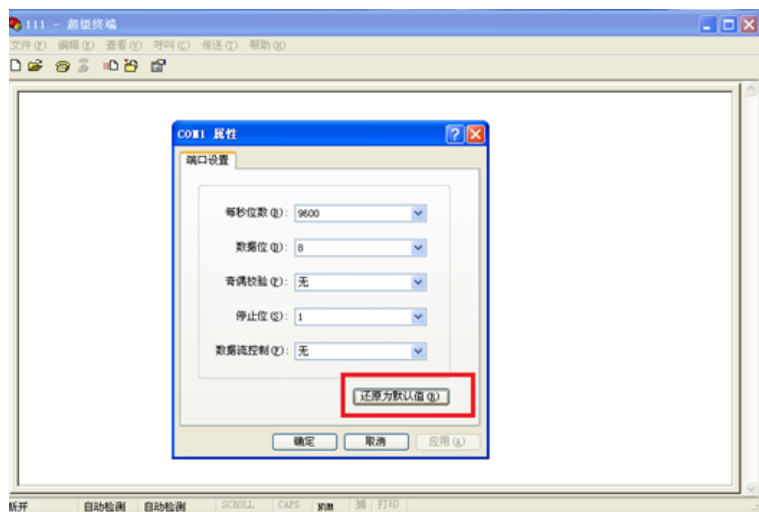 111 - 超级终端
文件(F) 编辑(E) 查看(V) 呼叫(C) 传送(T) 帮助(H)
COM1 属性
端口设置
每秒位数(B): 9600
数据位(D): 8
奇偶校验(P): 无
停止位(S): 1
数据流控制(F): 无
还原为默认值(R)
确定 取消 应用(A)
断开 自动检测 自动检测 SCROLL CAPS NUM 捕 打印